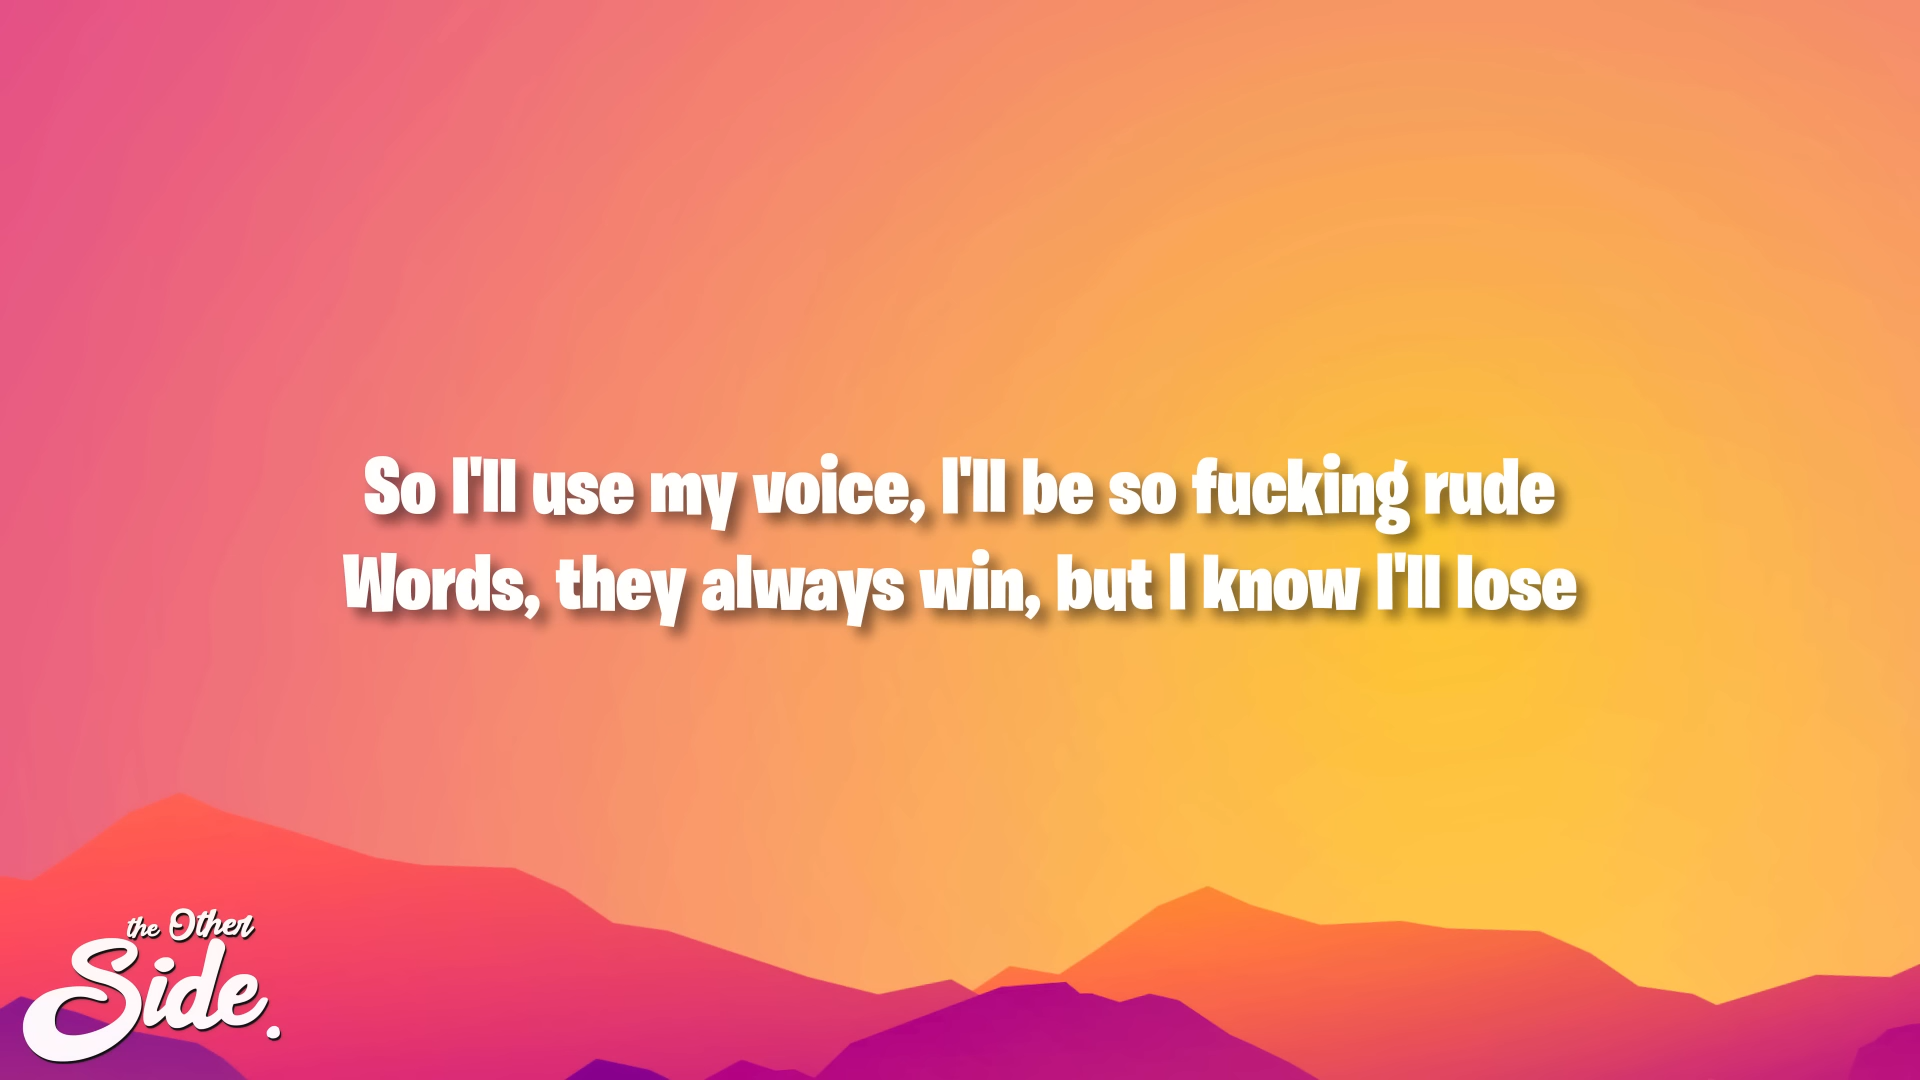 So I'll use my voice, I'll be so fucking rude
Words, they always win, but I know I'll lose
the Other
Side.